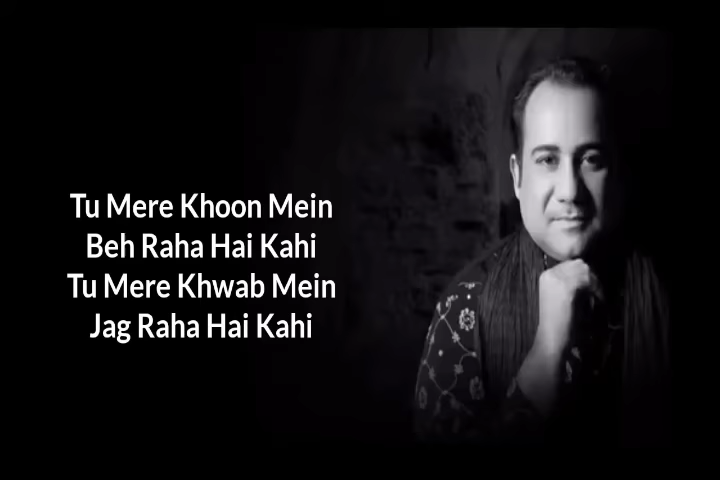 Tu Mere Khoon Mein
Beh Raha Hai Kahi
Tu Mere Khwab Mein
Jag Raha Hai Kahi